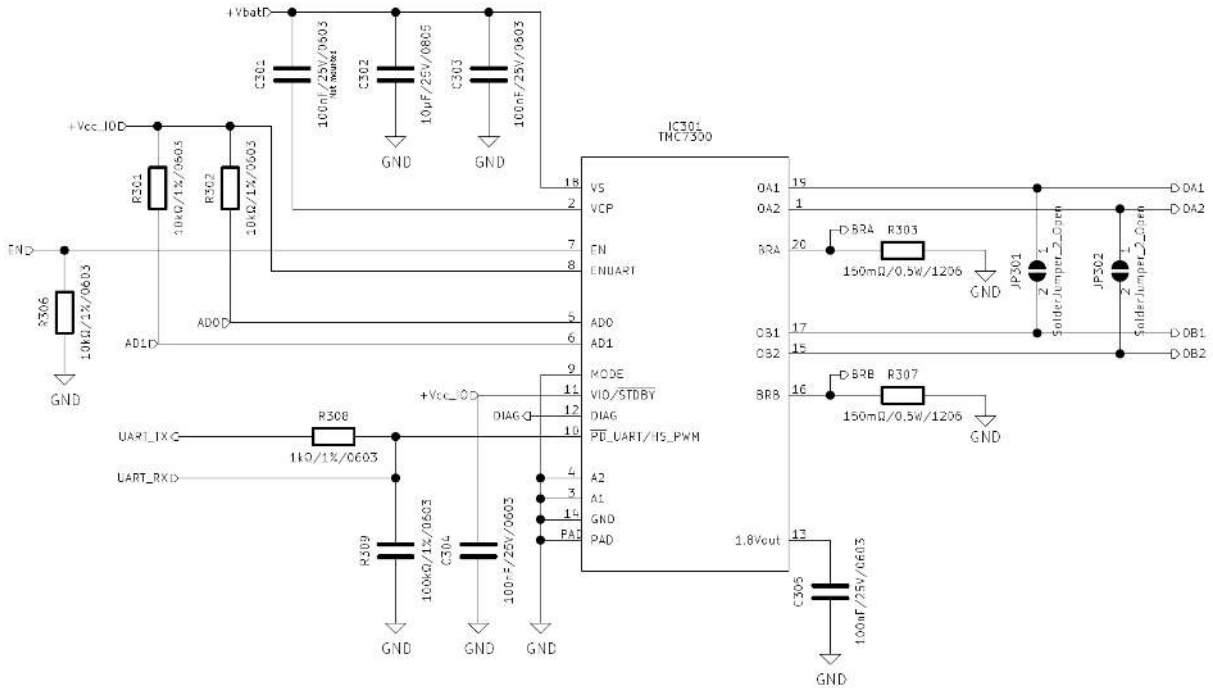 +Vbat
C301
100nF/25V/0603
Not mounted
C302
10µF/25V/0805
C303
100nF/25V/0603
GND
GND
+Vcc_IO
R301
10kΩ/1%/0603
R302
10kΩ/1%/0603
IC301
TMC7300
18 VS
2 VCP
EN
7 EN
8 ENUART
R306
10kΩ/1%/0603
GND
AD0
5 AD0
AD1
6 AD1
9 MODE
+Vcc_IO
11 VIO/STDBY
DIAG
12 DIAG
UART_TX
R308
1kΩ/1%/0603
10 PD_UART/HS_PWM
UART_RX
4 A2
3 A1
14 GND
PAD PAD
R309
100kΩ/1%/0603
C304
100nF/25V/0603
GND
GND
GND
OA1 19
OA1
OA2 1
OA2
BRA 20
BRA
R303
150mΩ/0.5W/1206
GND
JP301
1
2
SolderJumper_2_Open
JP302
1
2
SolderJumper_2_Open
OB1 17
OB1
OB2 15
OB2
BRB 16
BRB
R307
150mΩ/0.5W/1206
GND
1.8Vout 13
C305
100nF/25V/0603
GND